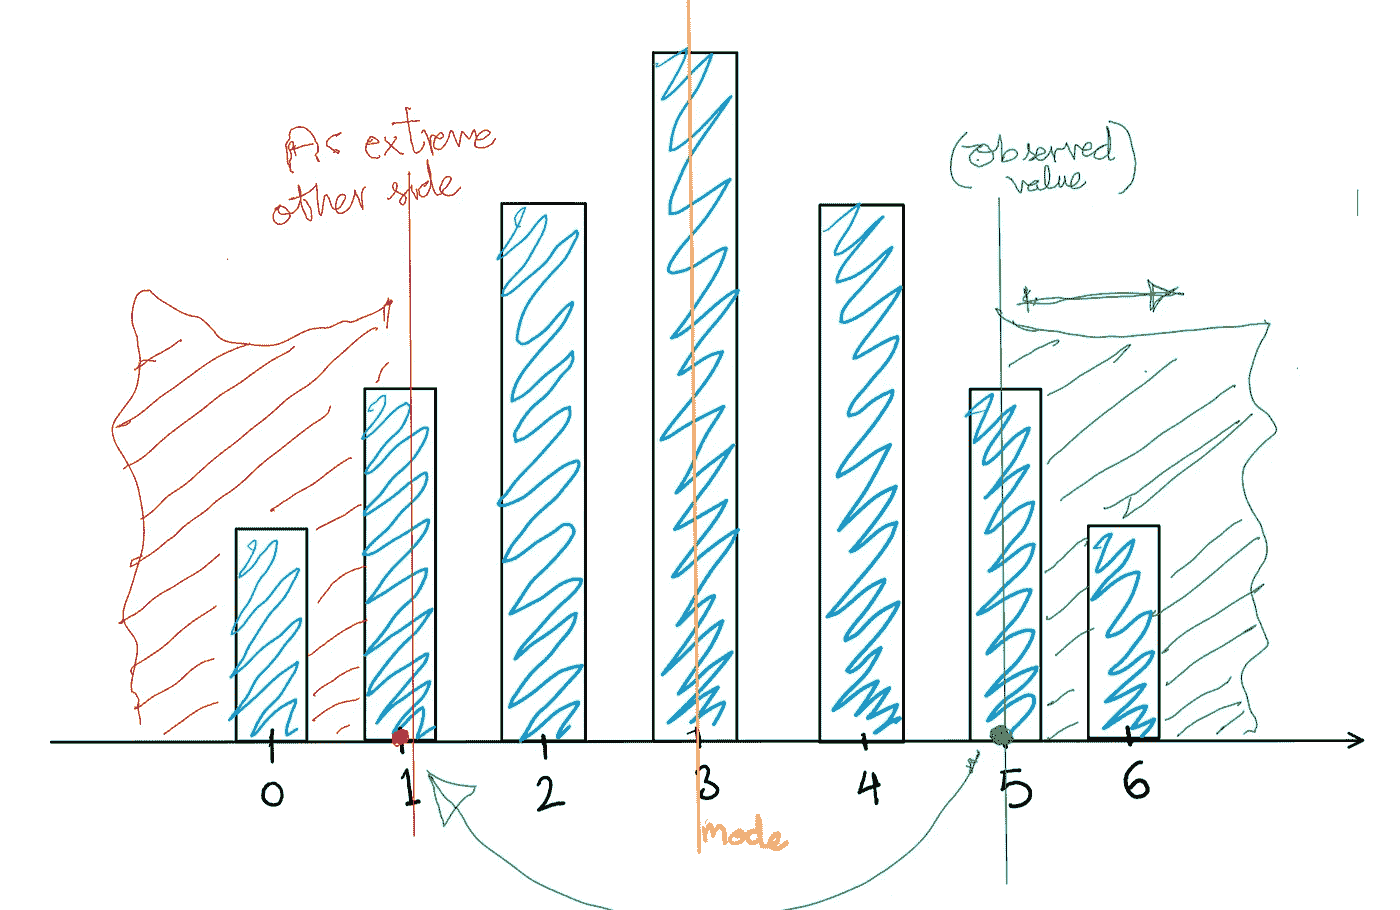 As extreme
other side
(observed
value)
0 1 2 3 4 5 6
mode